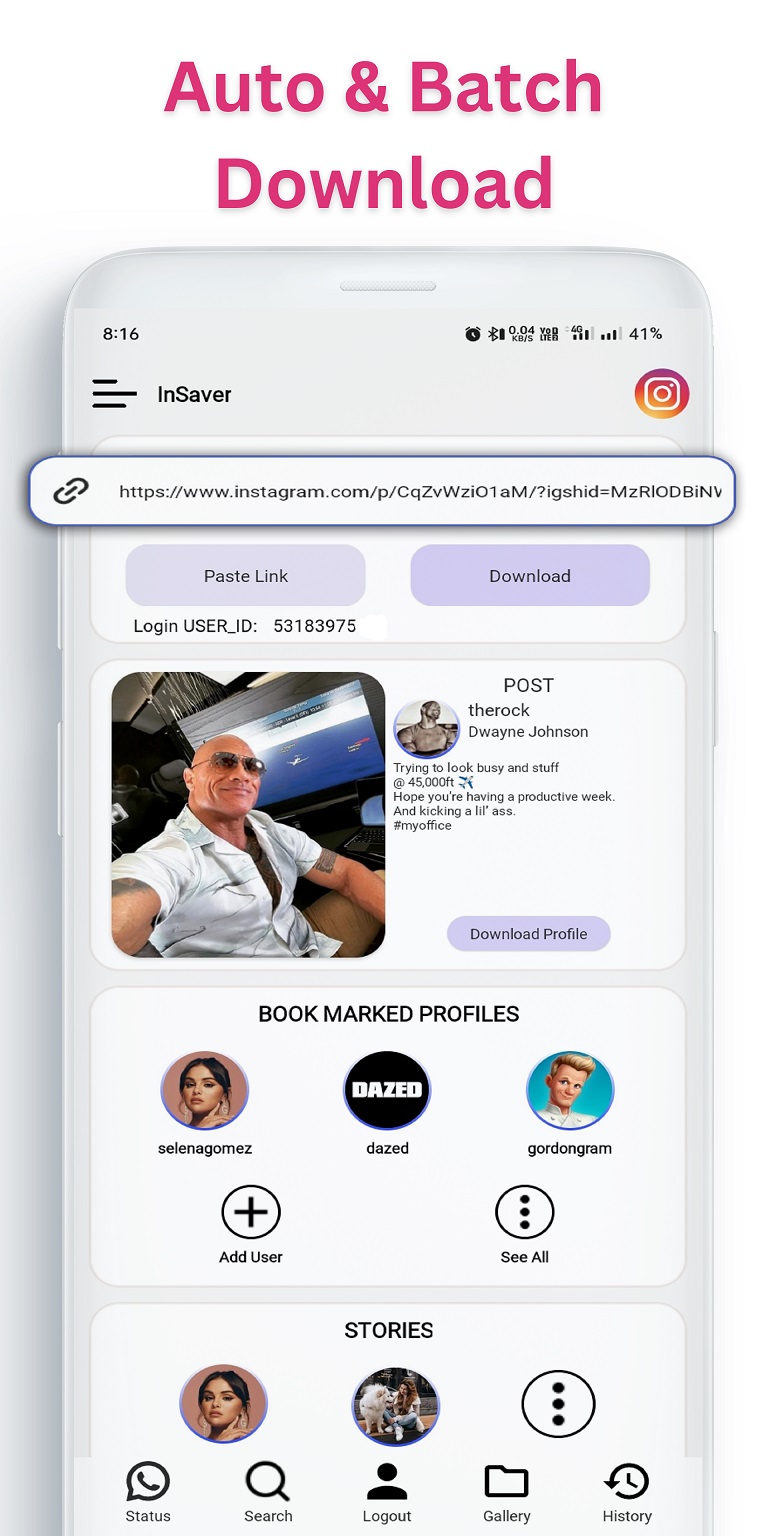 Auto & Batch
Download
8:16
0.04
KB/S
4G
41%
InSaver
https://www.instagram.com/p/CqZvWziO1aM/?igshid=MzRlODBiN
Paste Link
Download
Login USER_ID: 53183975
POST
therock
Dwayne Johnson
Trying to look busy and stuff
@ 45,000ft ✈️
Hope you're having a productive week.
And kicking a lil' ass.
#myoffice
Download Profile
BOOK MARKED PROFILES
DAZED
selenagomez
dazed
gordongram
Add User
See All
STORIES
Status
Search
Logout
Gallery
History